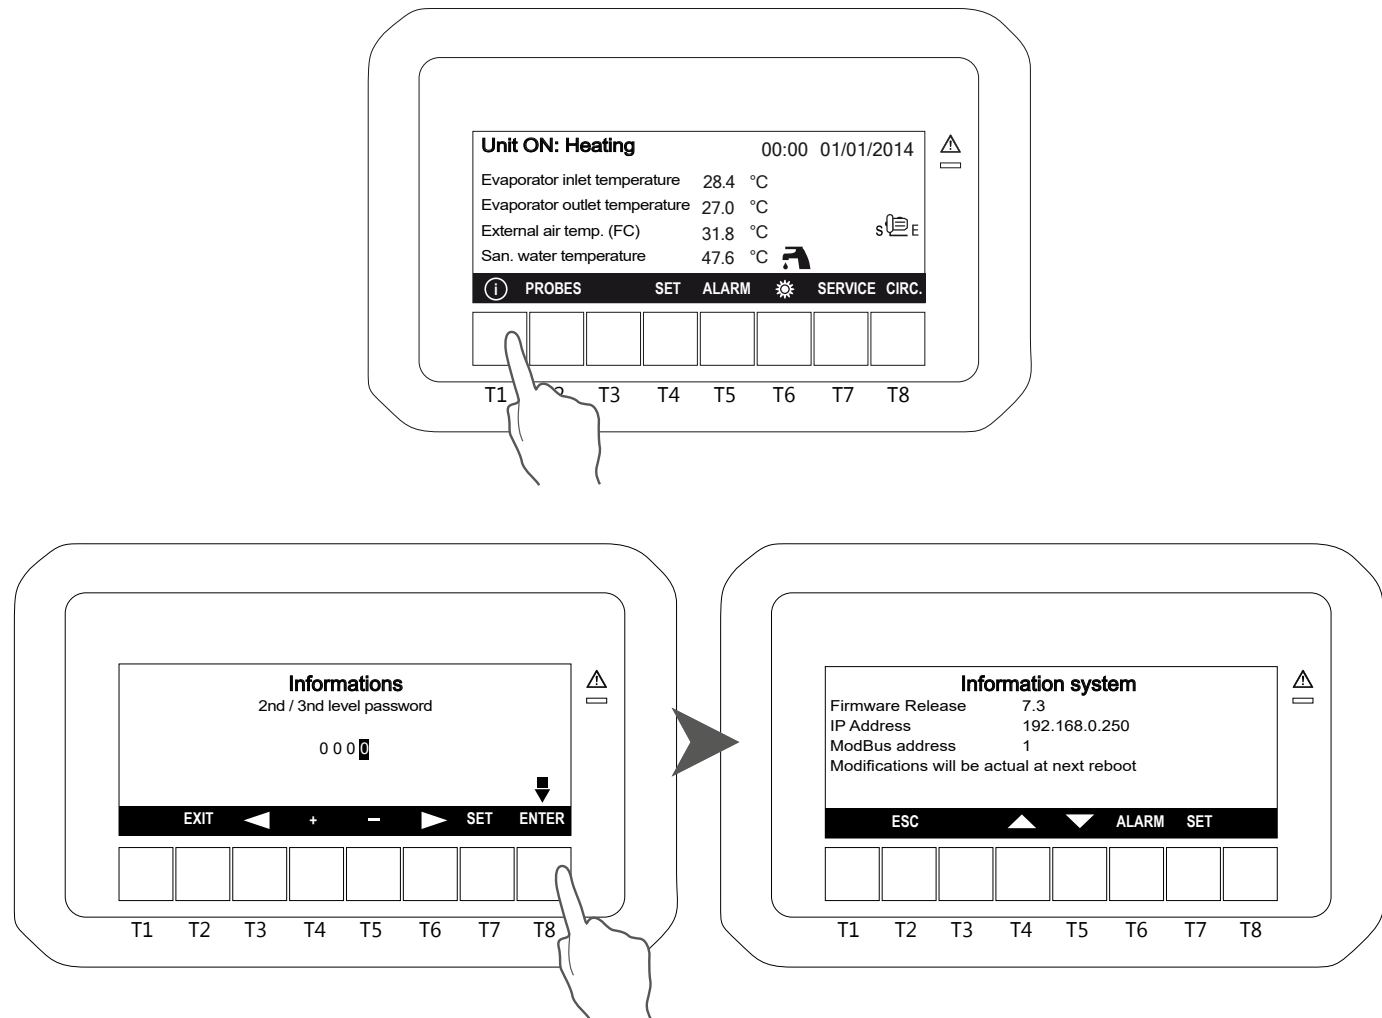 Unit ON: Heating 00:00 01/01/2014
Evaporator inlet temperature 28.4 °C
Evaporator outlet temperature 27.0 °C
External air temp. (FC) 31.8 °C
S E
San. water temperature 47.6 °C
i PROBES SET ALARM SERVICE CIRC.
T1 T3 T4 T5 T6 T7 T8
Informations
2nd / 3nd level password
0 0 0 0
EXIT + - SET ENTER
T1 T2 T3 T4 T5 T6 T7 T8
Information system
Firmware Release 7.3
IP Address 192.168.0.250
ModBus address 1
Modifications will be actual at next reboot
ESC ALARM SET
T1 T2 T3 T4 T5 T6 T7 T8